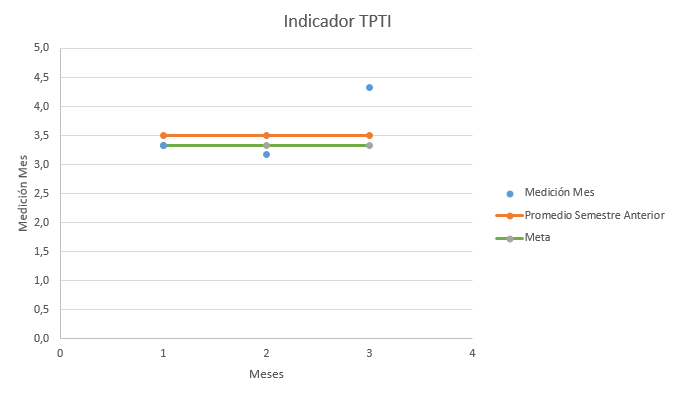 Indicador TPTI
5,0
4,5
4,0
3,5
3,0
2,5
2,0
1,5
1,0
0,5
0,0
0 1 2 3 4
Medición Mes
Meses
Medición Mes
Promedio Semestre Anterior
Meta